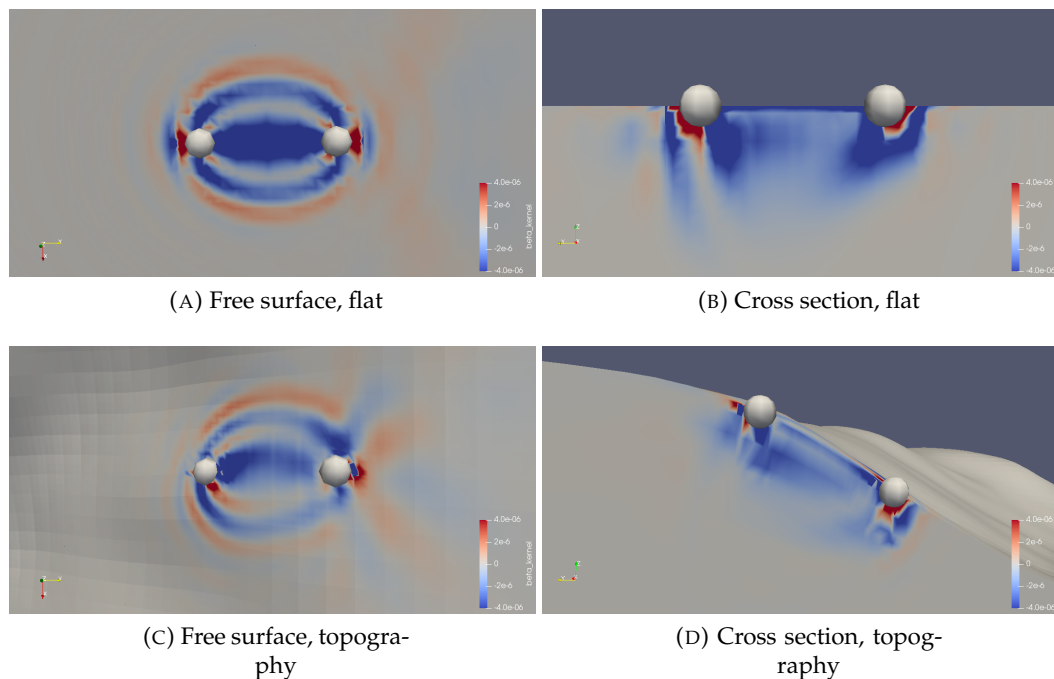 4.0e-06
2e-6
0
-2e-6
-4.0e-06
beta_kernel
4.0e-06
2e-6
0
-2e-6
-4.0e-06
(A) Free surface, flat
(B) Cross section, flat
4.0e-06
2e-6
0
-2e-6
-4.0e-06
beta_kernel
4.0e-06
2e-6
0
-2e-6
-4.0e-06
(C) Free surface, topogra-
phy
(D) Cross section, topog-
raphy